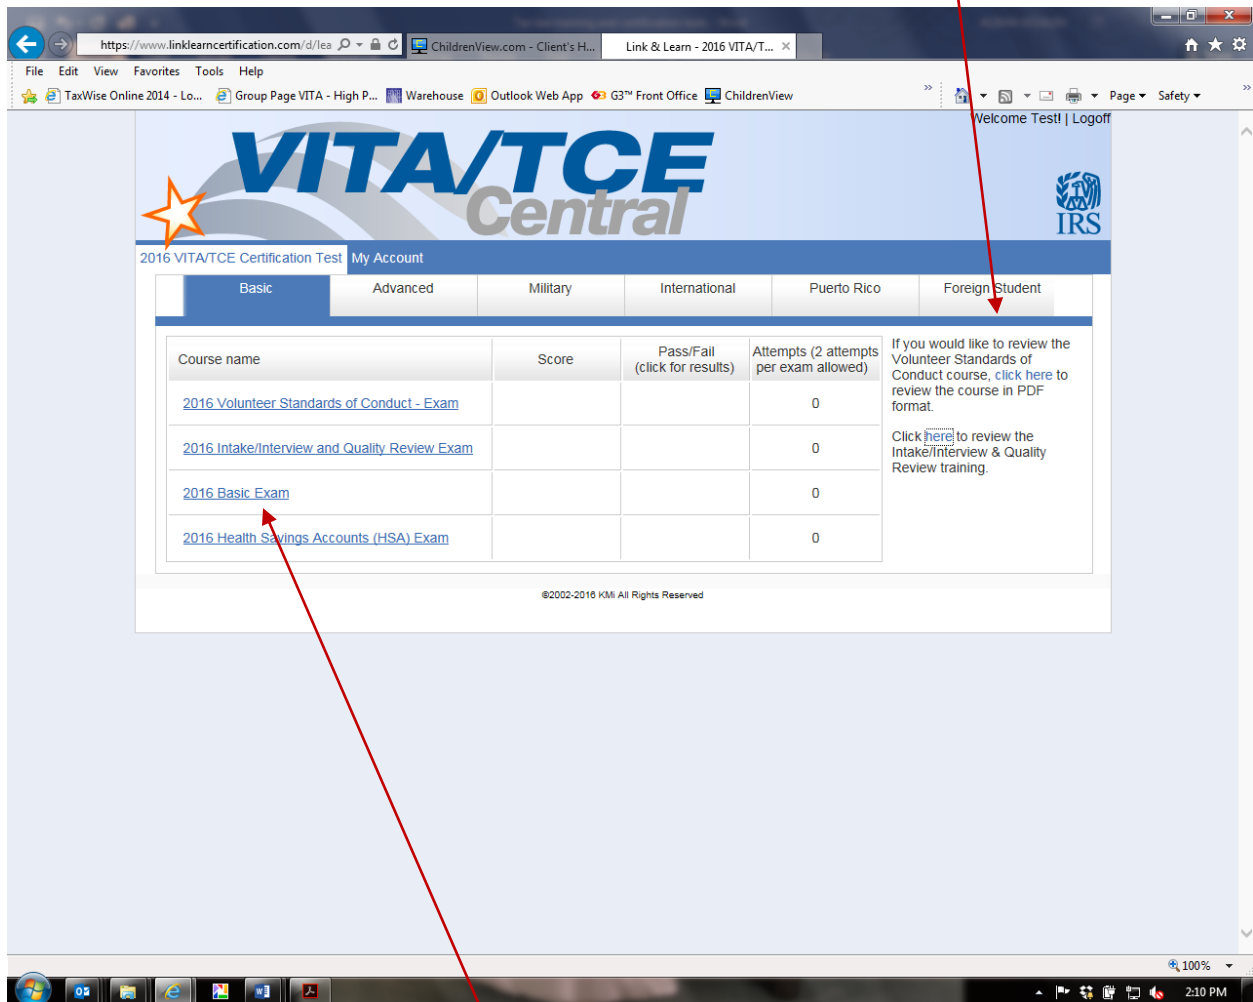 https://www.linklearncertification.com/d/lea
ChildrenView.com - Client's H...
Link & Learn - 2016 VITA/T...
File Edit View Favorites Tools Help
TaxWise Online 2014 - Lo... Group Page VITA - High P... Warehouse Outlook Web App G3™ Front Office ChildrenView
Page Safety
Welcome Test! | Logoff
VITA/TCE
Central
IRS
2016 VITA/TCE Certification Test My Account
Basic Advanced Military International Puerto Rico Foreign Student
Course name Score Pass/Fail (click for results) Attempts (2 attempts per exam allowed)
2016 Volunteer Standards of Conduct - Exam 0
2016 Intake/Interview and Quality Review Exam 0
2016 Basic Exam 0
2016 Health Savings Accounts (HSA) Exam 0
If you would like to review the
Volunteer Standards of
Conduct course, click here to
review the course in PDF
format.
Click here to review the
Intake/Interview & Quality
Review training.
©2002-2016 KMi All Rights Reserved
100%
2:10 PM